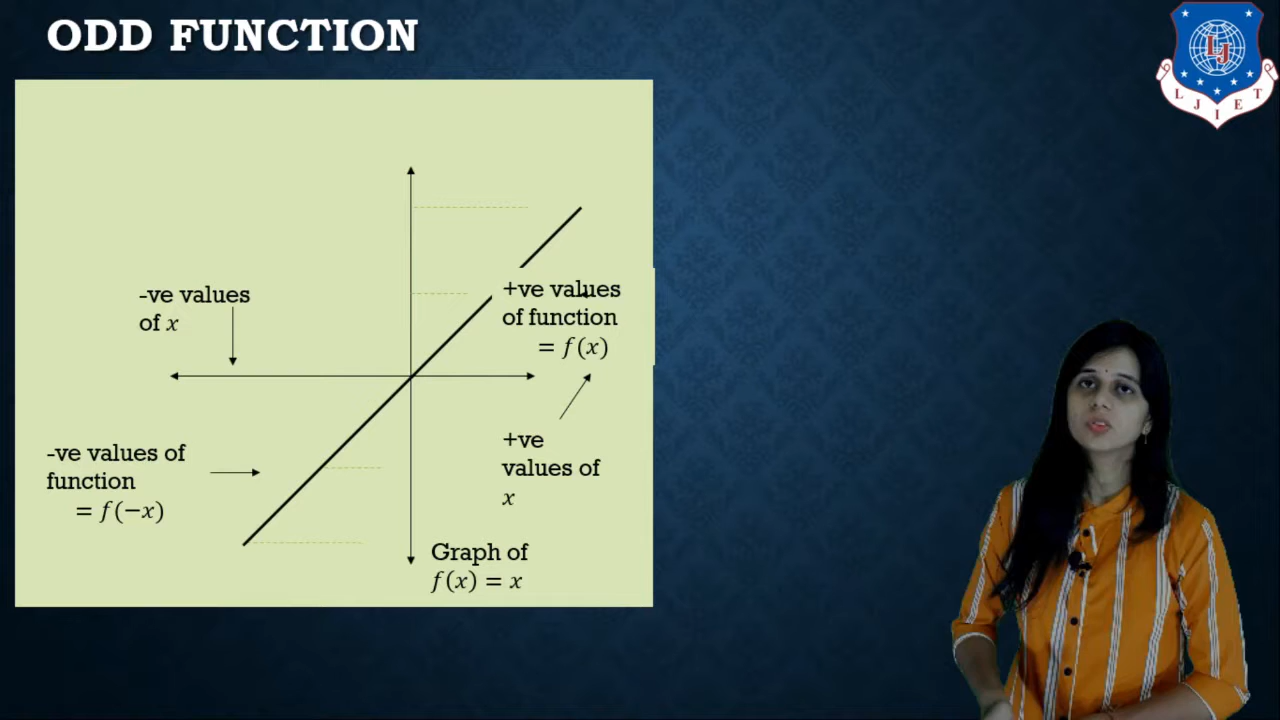 ODD FUNCTION
LJ
L J I E T
-ve values
of x
+ve values
of function
= f(x)
-ve values of
function
= f(−x)
+ve
values of
x
Graph of
f(x) = x